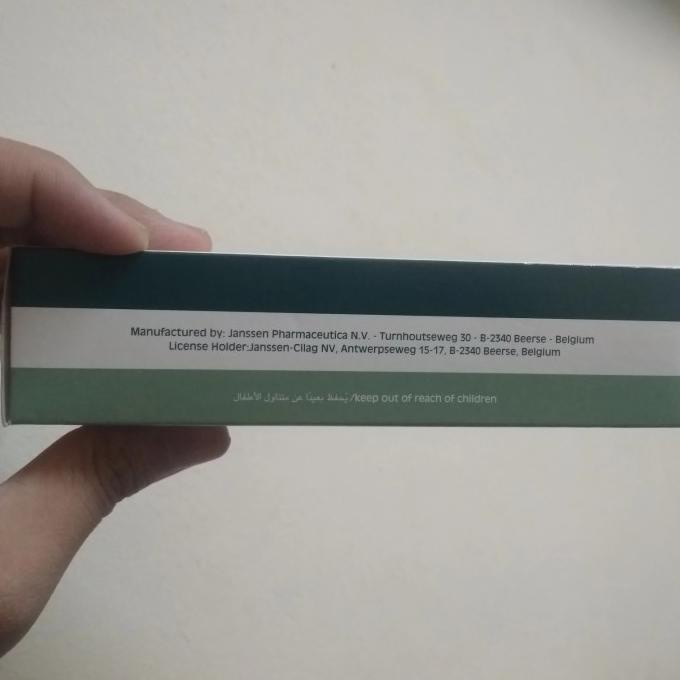 Manufactured by: Janssen Pharmaceutica N.V. - Turnhoutseweg 30 - B-2340 Beerse - Belgium
License Holder:Janssen-Cilag NV, Antwerpseweg 15-17, B-2340 Beerse, Belgium
يُحفظ بعيدًا عن متناول الأطفال /keep out of reach of children